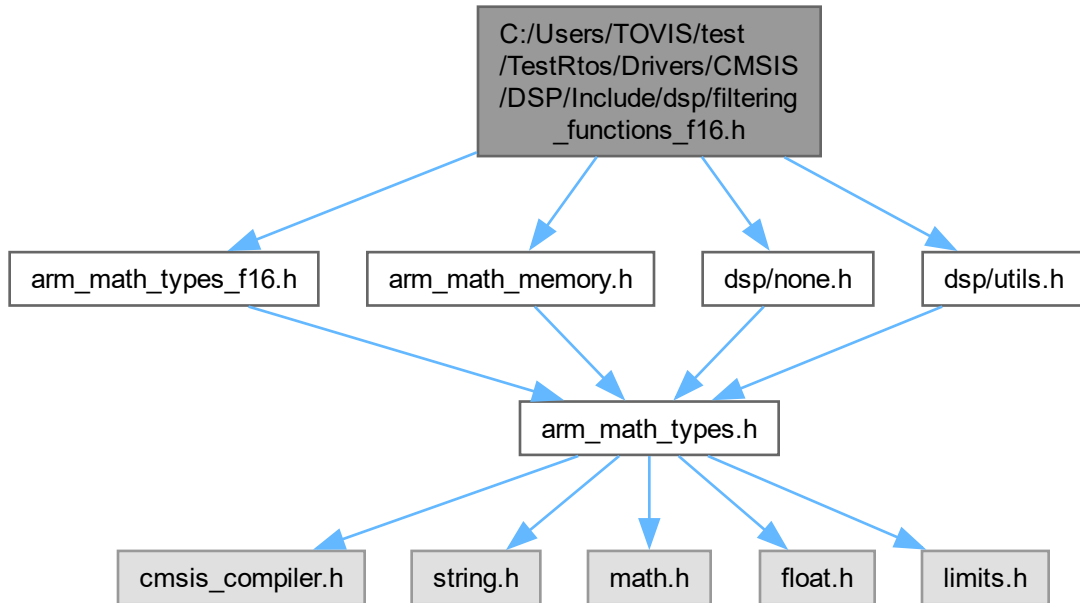 C:/Users/TOVIS/test
/TestRtos/Drivers/CMSIS
/DSP/Include/dsp/filtering
_functions_f16.h
arm_math_types_f16.h
arm_math_memory.h
dsp/none.h
dsp/utils.h
arm_math_types.h
cmsis_compiler.h
string.h
math.h
float.h
limits.h